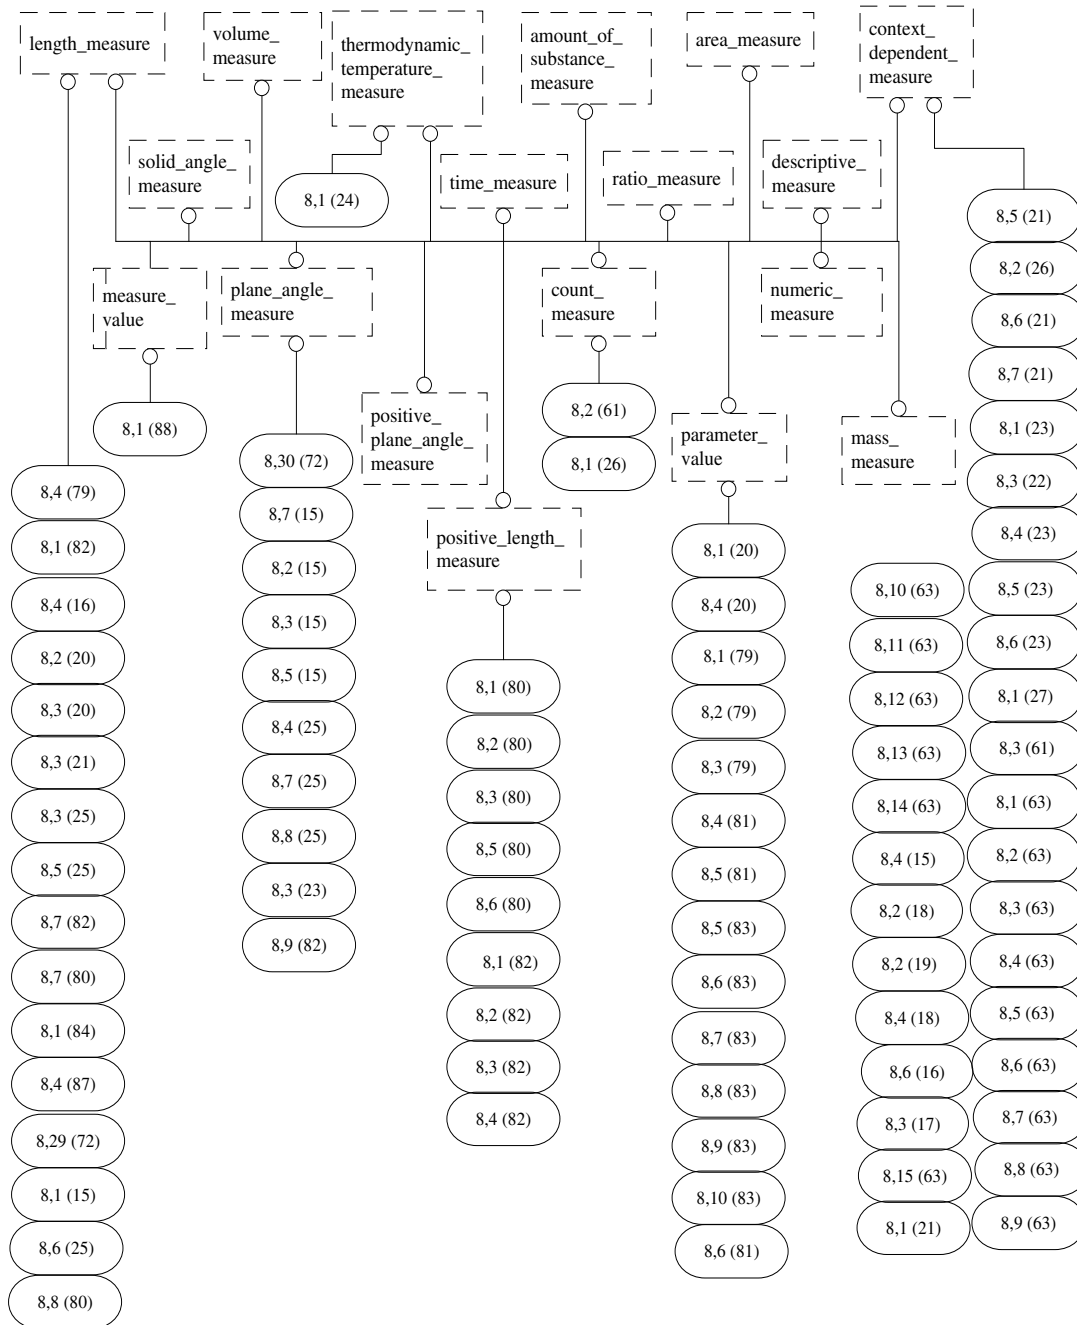 length_measure
volume_
measure
thermodynamic_
temperature_
measure
amount_of_
substance_
measure
area_measure
context_
dependent_
measure
solid_angle_
measure
8,1 (24)
time_measure
ratio_measure
descriptive_
measure
measure_
value
plane_angle_
measure
count_
measure
numeric_
measure
8,1 (88)
positive_
plane_angle_
measure
8,2 (61)
8,1 (26)
parameter_
value
mass_
measure
positive_length_
measure
8,4 (79)
8,1 (82)
8,4 (16)
8,2 (20)
8,3 (20)
8,3 (21)
8,3 (25)
8,5 (25)
8,7 (82)
8,7 (80)
8,1 (84)
8,4 (87)
8,29 (72)
8,1 (15)
8,6 (25)
8,8 (80)
8,30 (72)
8,7 (15)
8,2 (15)
8,3 (15)
8,5 (15)
8,4 (25)
8,7 (25)
8,8 (25)
8,3 (23)
8,9 (82)
8,1 (80)
8,2 (80)
8,3 (80)
8,5 (80)
8,6 (80)
8,1 (82)
8,2 (82)
8,3 (82)
8,4 (82)
8,1 (20)
8,4 (20)
8,1 (79)
8,2 (79)
8,3 (79)
8,4 (81)
8,5 (81)
8,5 (83)
8,6 (83)
8,7 (83)
8,8 (83)
8,9 (83)
8,10 (83)
8,6 (81)
8,10 (63)
8,11 (63)
8,12 (63)
8,13 (63)
8,14 (63)
8,4 (15)
8,2 (18)
8,2 (19)
8,4 (18)
8,6 (16)
8,3 (17)
8,15 (63)
8,1 (21)
8,5 (21)
8,2 (26)
8,6 (21)
8,7 (21)
8,1 (23)
8,3 (22)
8,4 (23)
8,5 (23)
8,6 (23)
8,1 (27)
8,3 (61)
8,1 (63)
8,2 (63)
8,3 (63)
8,4 (63)
8,5 (63)
8,6 (63)
8,7 (63)
8,8 (63)
8,9 (63)